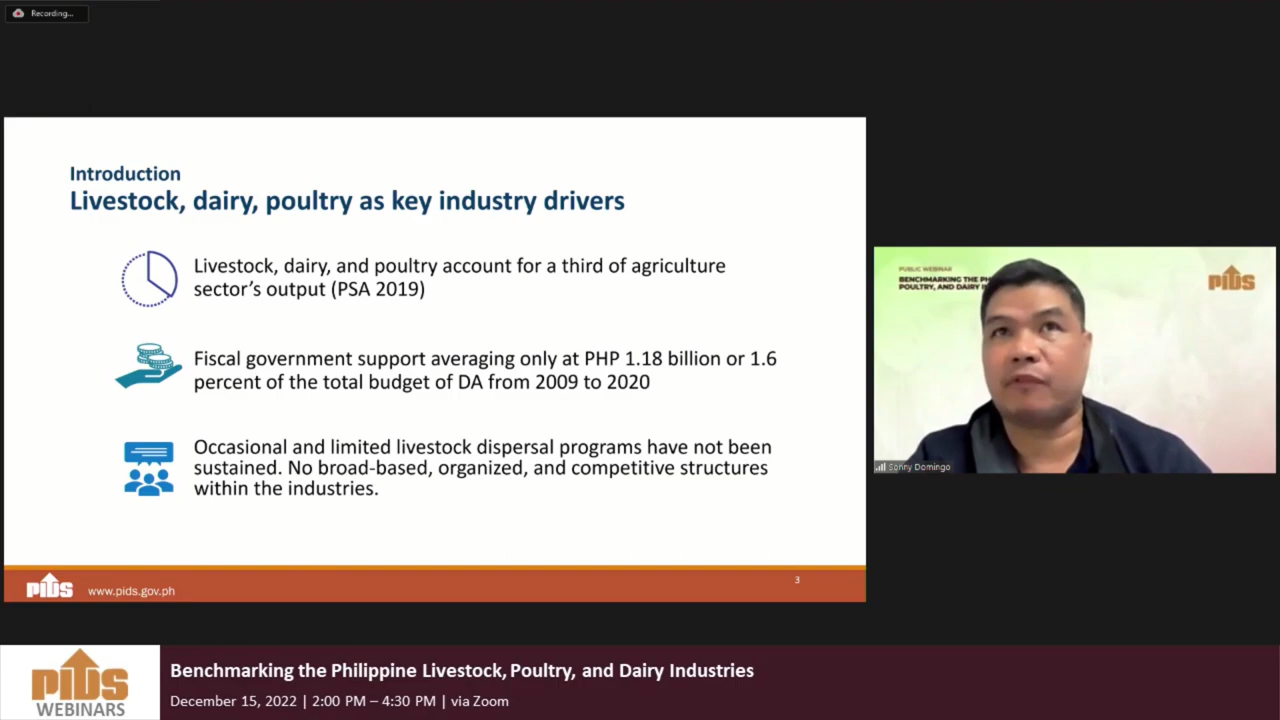 Recording...
Introduction
Livestock, dairy, poultry as key industry drivers
Livestock, dairy, and poultry account for a third of agriculture
sector's output (PSA 2019)
Fiscal government support averaging only at PHP 1.18 billion or 1.6
percent of the total budget of DA from 2009 to 2020
Occasional and limited livestock dispersal programs have not been
sustained. No broad-based, organized, and competitive structures
within the industries.
PIDS
www.pids.gov.ph
3
PUBLIC WEBINAR
BENCHMARKING THE
POULTRY, AND DAIRY
PIDS
Sonny Domingo
PIDS
WEBINARS
Benchmarking the Philippine Livestock, Poultry, and Dairy Industries
December 15, 2022 | 2:00 PM – 4:30 PM | via Zoom